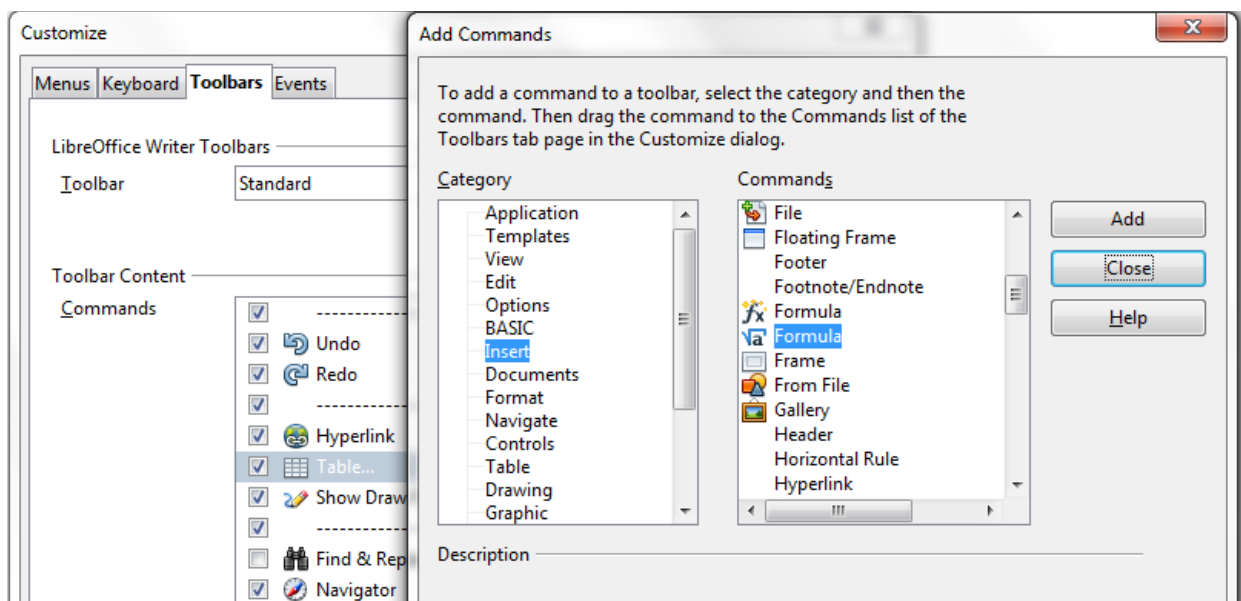 Customize
Menus Keyboard Toolbars Events
LibreOffice Writer Toolbars
Toolbar Standard
Toolbar Content
Commands
------------
Undo
Redo
------------
Hyperlink
Table...
Show Draw
------------
Find & Rep
Navigator
Add Commands
To add a command to a toolbar, select the category and then the
command. Then drag the command to the Commands list of the
Toolbars tab page in the Customize dialog.
Category
Application
Templates
View
Edit
Options
BASIC
Insert
Documents
Format
Navigate
Controls
Table
Drawing
Graphic
Commands
File
Floating Frame
Footer
Footnote/Endnote
Formula
Formula
Frame
From File
Gallery
Header
Horizontal Rule
Hyperlink
Add
Close
Help
Description